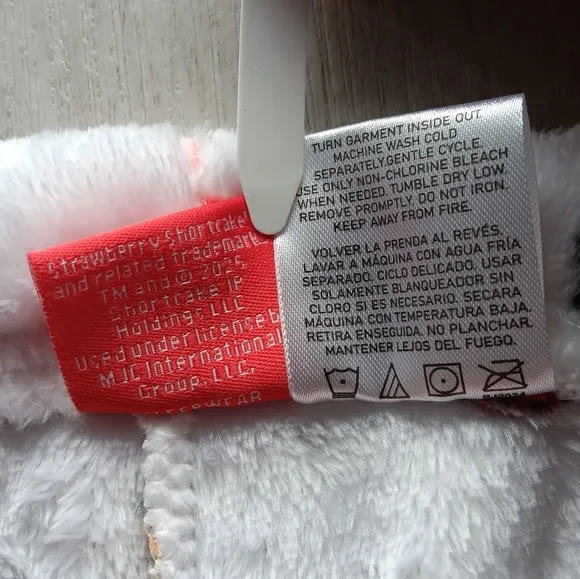 Strawberry Shortcake
and related trademark
TM and © 2025
Shortcake IP
Holdings LLC
used under license b
MJC International
Group, LLC,
SLEEPWEAR
TURN GARMENT INSIDE OUT.
MACHINE WASH COLD
SEPARATELY,GENTLE CYCLE.
USE ONLY NON-CHLORINE BLEACH
WHEN NEEDED. TUMBLE DRY LOW.
REMOVE PROMPTLY. DO NOT IRON.
KEEP AWAY FROM FIRE.
VOLVER LA PRENDA AL REVÉS.
LAVAR A MÁQUINA CON AGUA FRÍA
SEPARADO. CICLO DELICADO. USAR
SOLAMENTE BLANQUEADOR SIN
CLORO SI ES NECESARIO. SECARA
MÁQUINA CON TEMPERATURA BAJA.
RETIRA ENSEGUIDA. NO PLANCHAR.
MANTENER LEJOS DEL FUEGO.